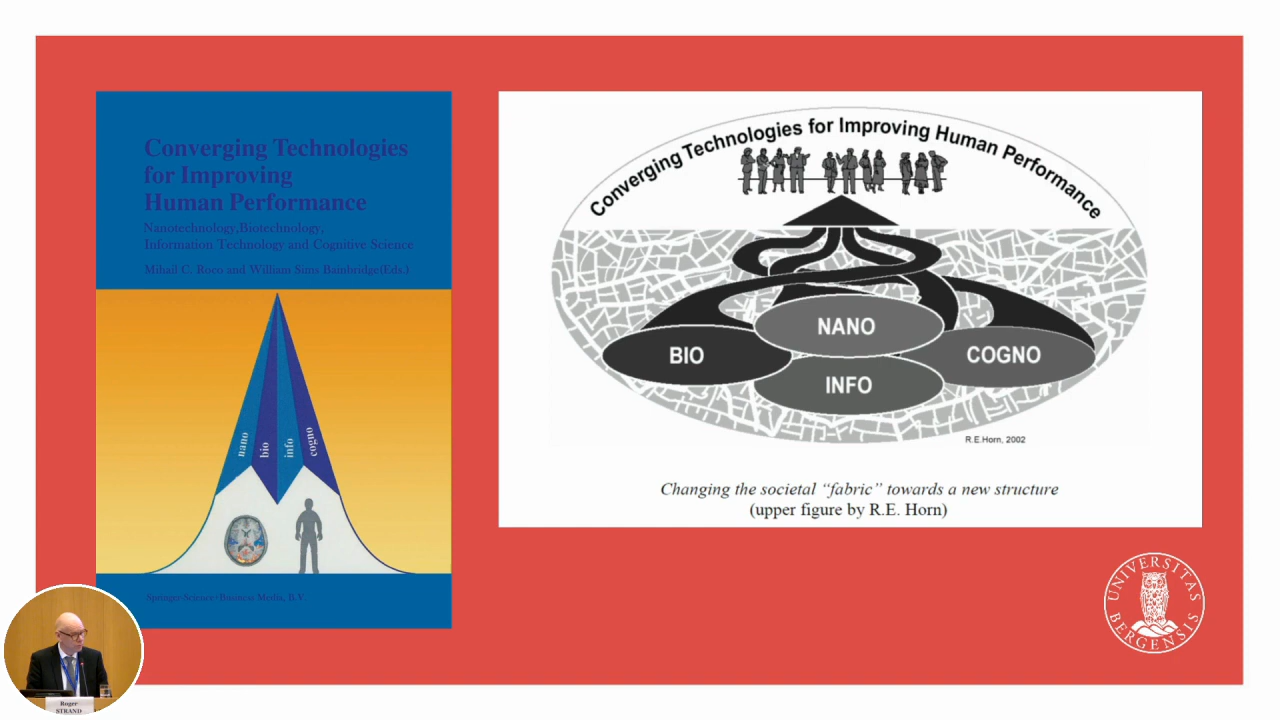 Converging Technologies
for Improving
Human Performance
Nanotechnology,Biotechnology,
Information Technology and Cognitive Science
Mihail C. Roco and William Sims Bainbridge(Eds.)
nano
bio
info
cogno
Springer-Science+Business Media, B.V.
Converging Technologies for Improving Human Performance
NANO
BIO
COGNO
INFO
R.E.Horn, 2002
Changing the societal “fabric” towards a new structure
(upper figure by R.E. Horn)
UNIVERSITAS
BERGENSIS
Roger
STRAND